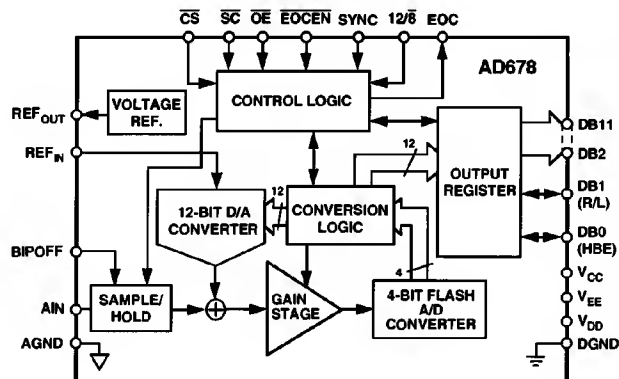 CS SC OE EOCEN SYNC 12/8 EOC
AD678
REFOUT
VOLTAGE
REF.
CONTROL LOGIC
REFIN
12
DB11
DB2
OUTPUT
REGISTER
DB1
(R/L)
DB0
(HBE)
12-BIT D/A
CONVERTER
12
CONVERSION
LOGIC
BIPOFF
4
VCC
VEE
VDD
AIN
SAMPLE/
HOLD
GAIN
STAGE
4-BIT FLASH
A/D
CONVERTER
AGND
DGND